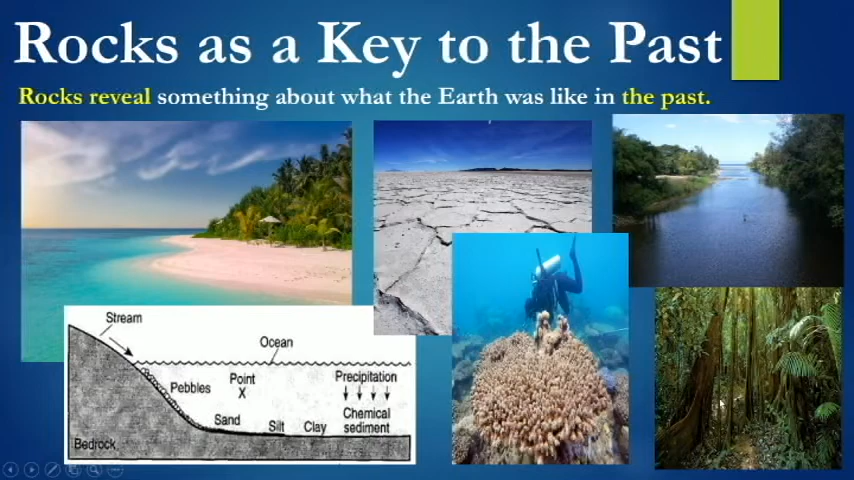 Rocks as a Key to the Past
Rocks reveal something about what the Earth was like in the past.
Stream
Ocean
Pebbles
Point
X
Precipitation
Sand
Silt
Clay
Chemical
sediment
Bedrock